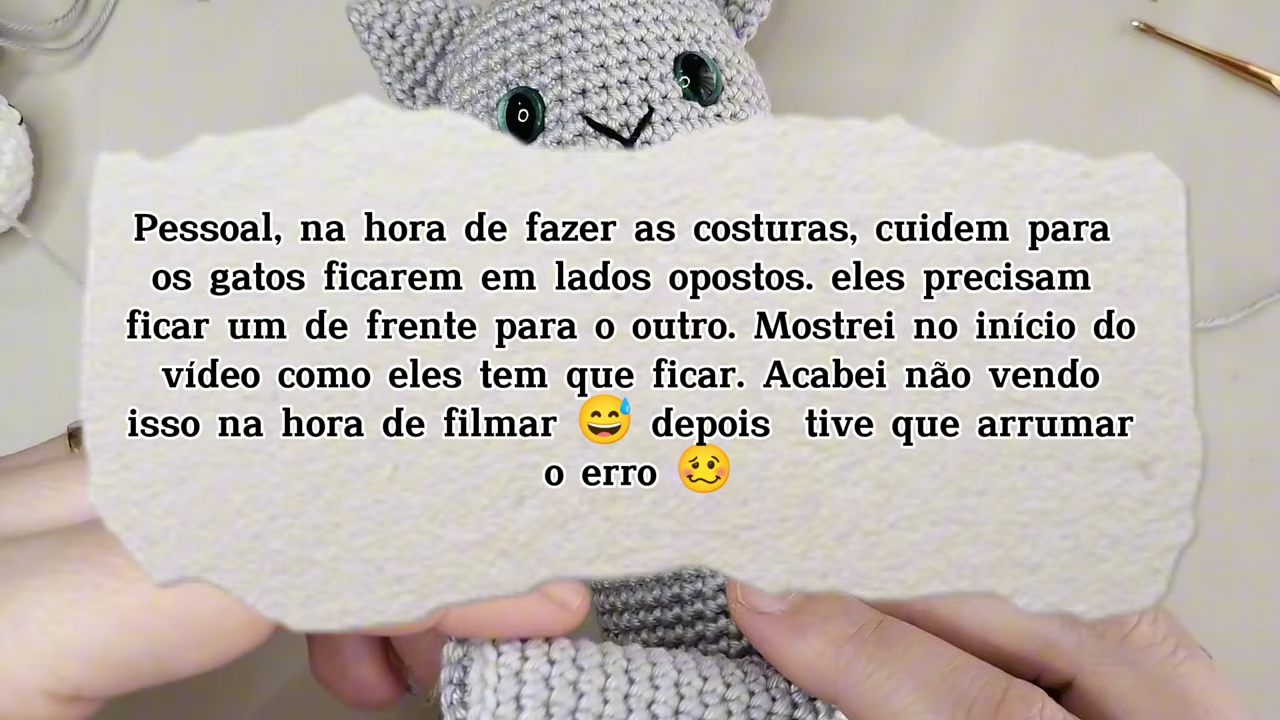 Pessoal, na hora de fazer as costuras, cuidem para
os gatos ficarem em lados opostos. eles precisam
ficar um de frente para o outro. Mostrei no início do
vídeo como eles tem que ficar. Acabei não vendo
isso na hora de filmar 😅 depois tive que arrumar
o erro 🥴